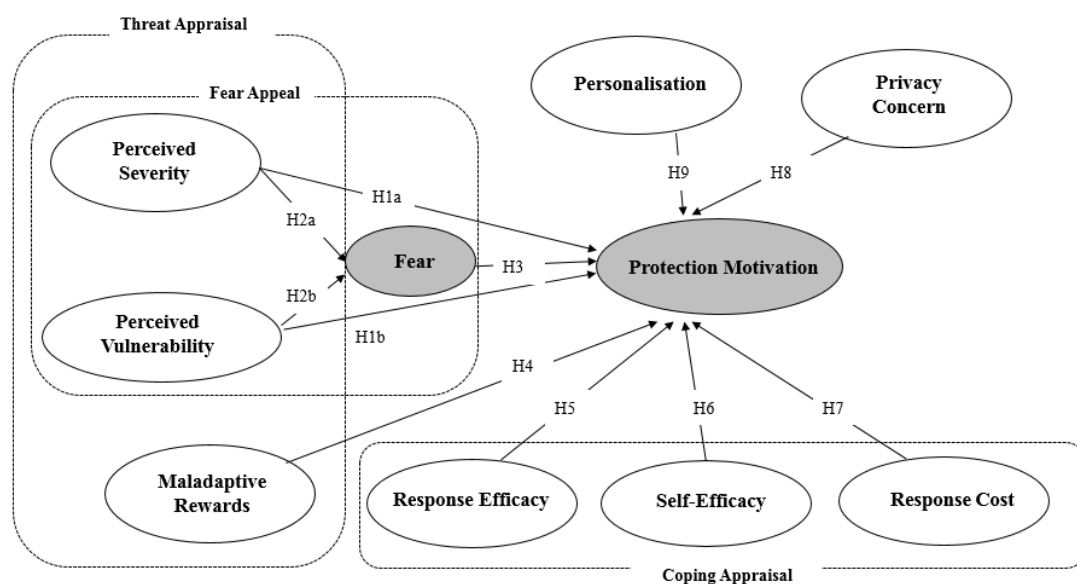 Threat Appraisal
Fear Appeal
Personalisation
Privacy
Concern
Perceived
Severity
H9
H8
H1a
H2a
Fear
H3
Protection Motivation
H2b
Perceived
Vulnerability
H1b
H4
H5
H6
H7
Maladaptive
Rewards
Response Efficacy
Self-Efficacy
Response Cost
Coping Appraisal